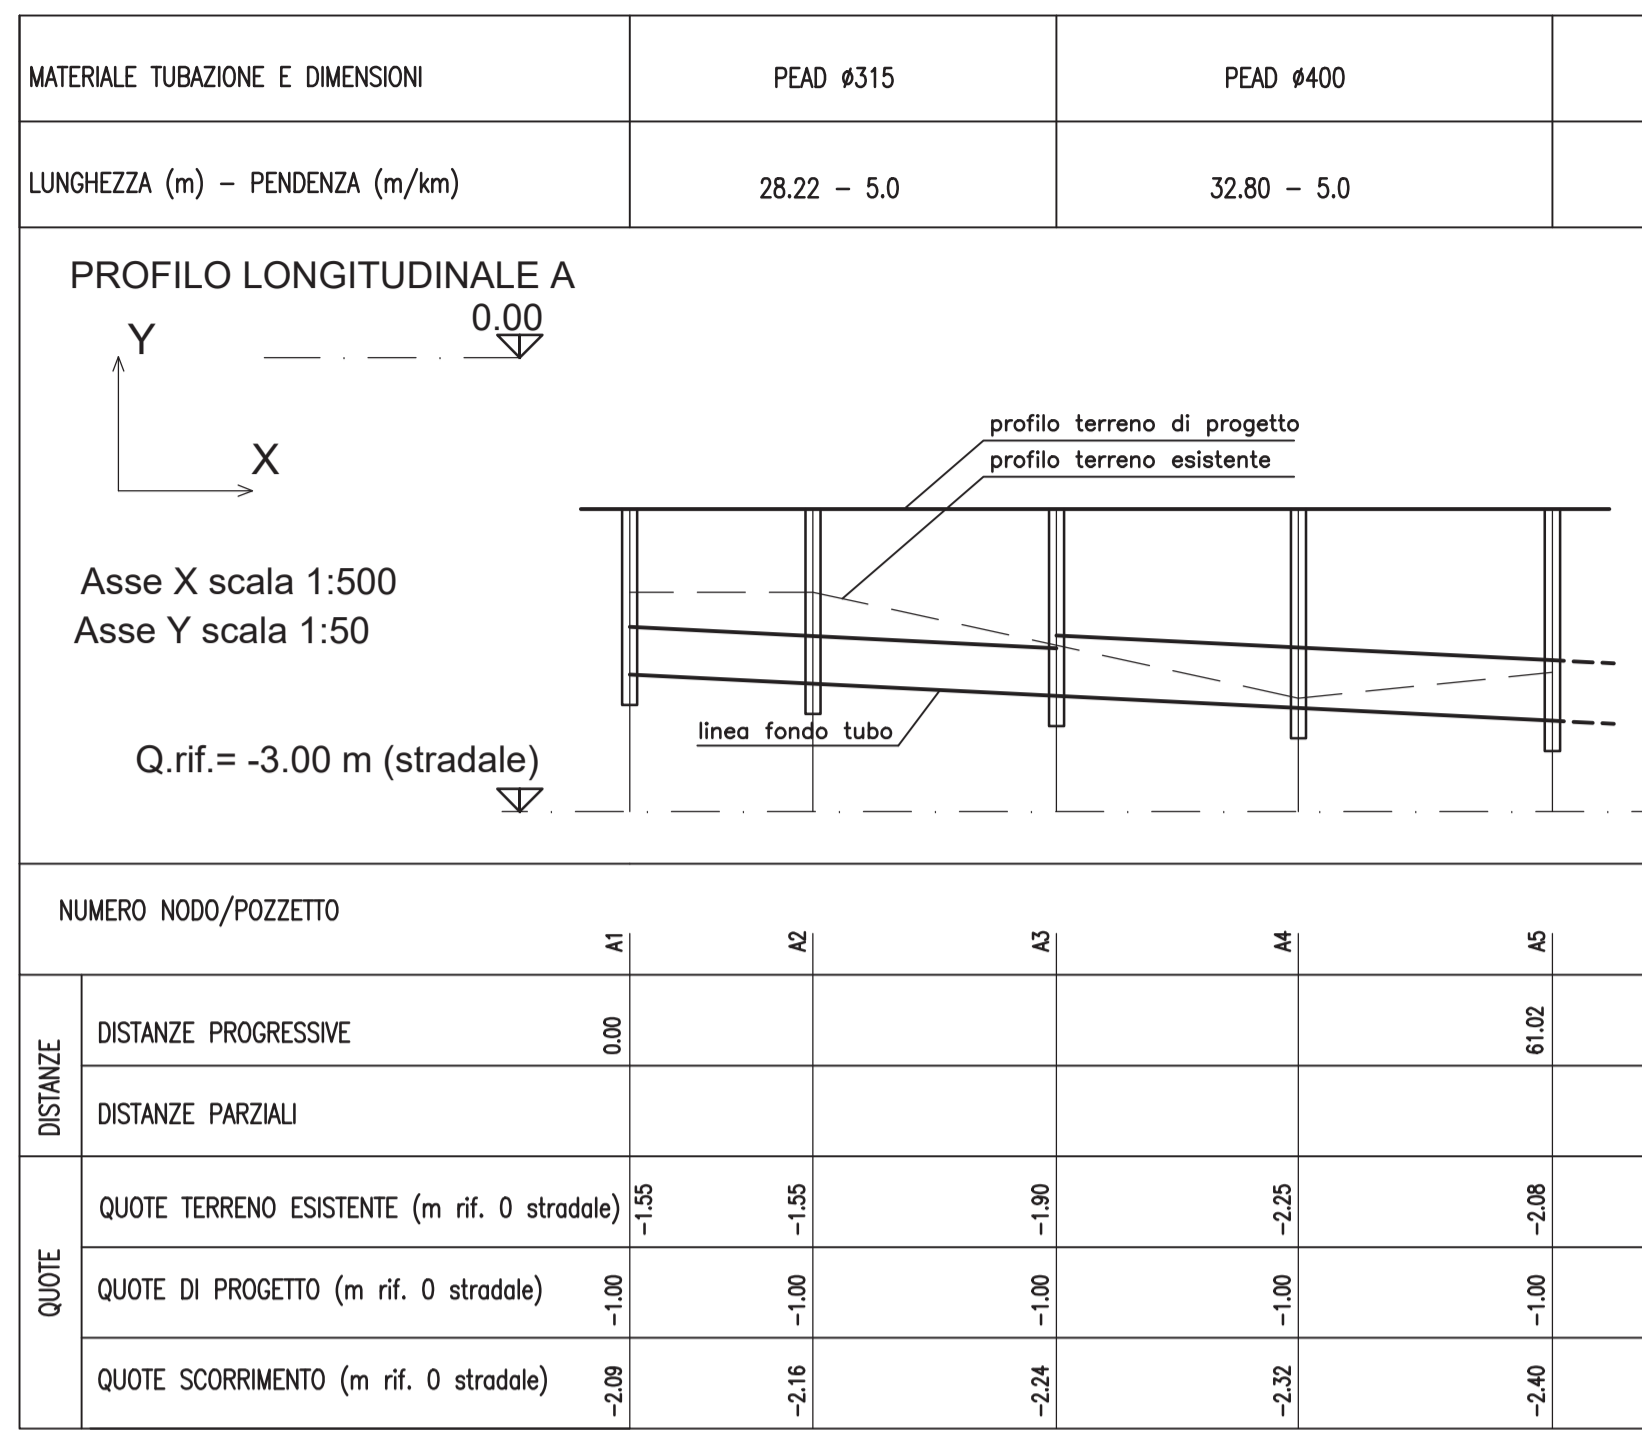 MATERIALE TUBAZIONE E DIMENSIONI PEAD ø315 PEAD ø400
LUNGHEZZA (m) – PENDENZA (m/km) 28.22 – 5.0 32.80 – 5.0
PROFILO LONGITUDINALE A
0.00
Y
X
profilo terreno di progetto
profilo terreno esistente
Asse X scala 1:500
Asse Y scala 1:50
linea fondo tubo
Q.rif.= -3.00 m (stradale)
NUMERO NODO/POZZETTO A1 A2 A3 A4 A5
DISTANZE
DISTANZE PROGRESSIVE 0.00 61.02
DISTANZE PARZIALI
QUOTE
QUOTE TERRENO ESISTENTE (m rif. 0 stradale) -1.55 -1.55 -1.90 -2.25 -2.08
QUOTE DI PROGETTO (m rif. 0 stradale) -1.00 -1.00 -1.00 -1.00 -1.00
QUOTE SCORRIMENTO (m rif. 0 stradale) -2.09 -2.16 -2.24 -2.32 -2.40